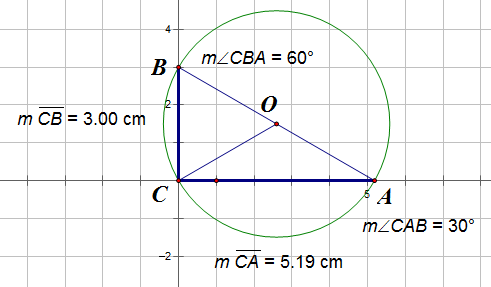 4
B
m∠CBA = 60°
2
O
m CB = 3.00 cm
C
5
A
m∠CAB = 30°
-2
m CA = 5.19 cm